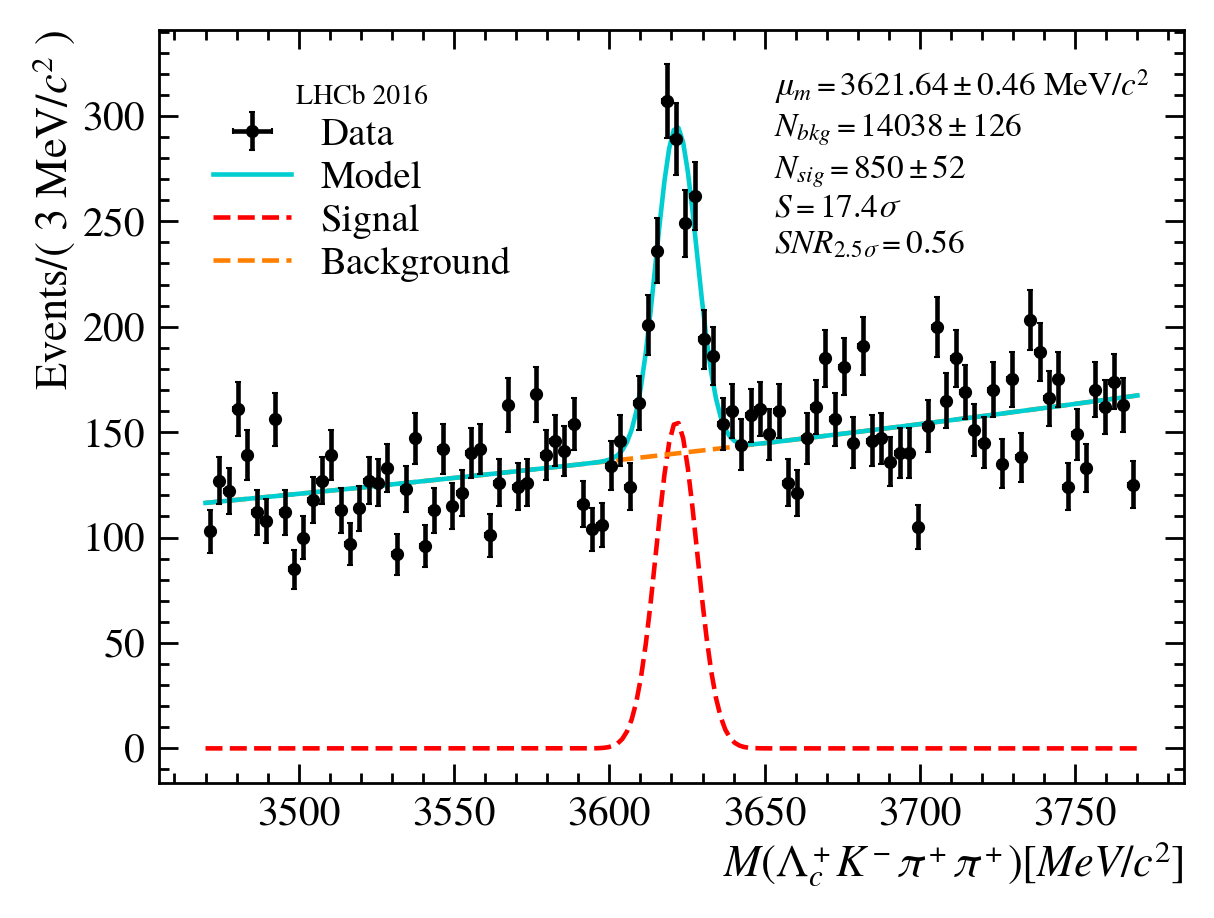 Events/( 3 MeV/c² )
300
250
200
150
100
50
0
LHCb 2016
Data
Model
Signal
Background
μₘ = 3621.64 ± 0.46 MeV/c²
N_bkg = 14038 ± 126
N_sig = 850 ± 52
S = 17.4σ
SNR_2.5σ = 0.56
3500 3550 3600 3650 3700 3750
M(Λ_c⁺K⁻π⁺π⁺)[MeV/c²]